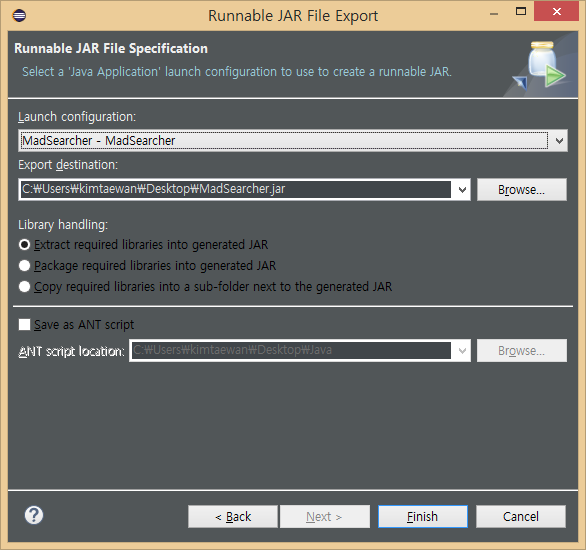 Runnable JAR File Export
Runnable JAR File Specification
Select a 'Java Application' launch configuration to use to create a runnable JAR.
Launch configuration:
MadSearcher - MadSearcher
Export destination:
C:₩Users₩kimtaewan₩Desktop₩MadSearcher.jar
Browse...
Library handling:
Extract required libraries into generated JAR
Package required libraries into generated JAR
Copy required libraries into a sub-folder next to the generated JAR
Save as ANT script
ANT script location:
C:₩Users₩kimtaewan₩Desktop₩Java
Browse...
?
< Back
Next >
Finish
Cancel